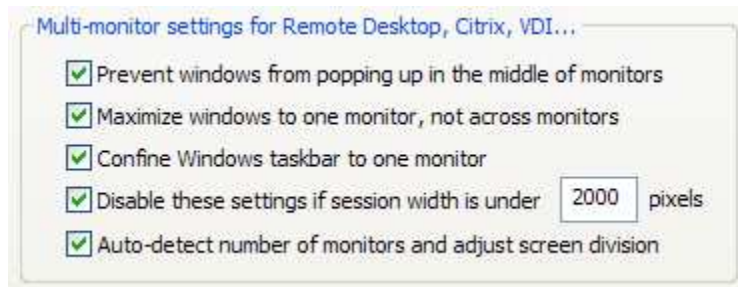 Multi-monitor settings for Remote Desktop, Citrix, VDI...
Prevent windows from popping up in the middle of monitors
Maximize windows to one monitor, not across monitors
Confine Windows taskbar to one monitor
Disable these settings if session width is under 2000 pixels
Auto-detect number of monitors and adjust screen division